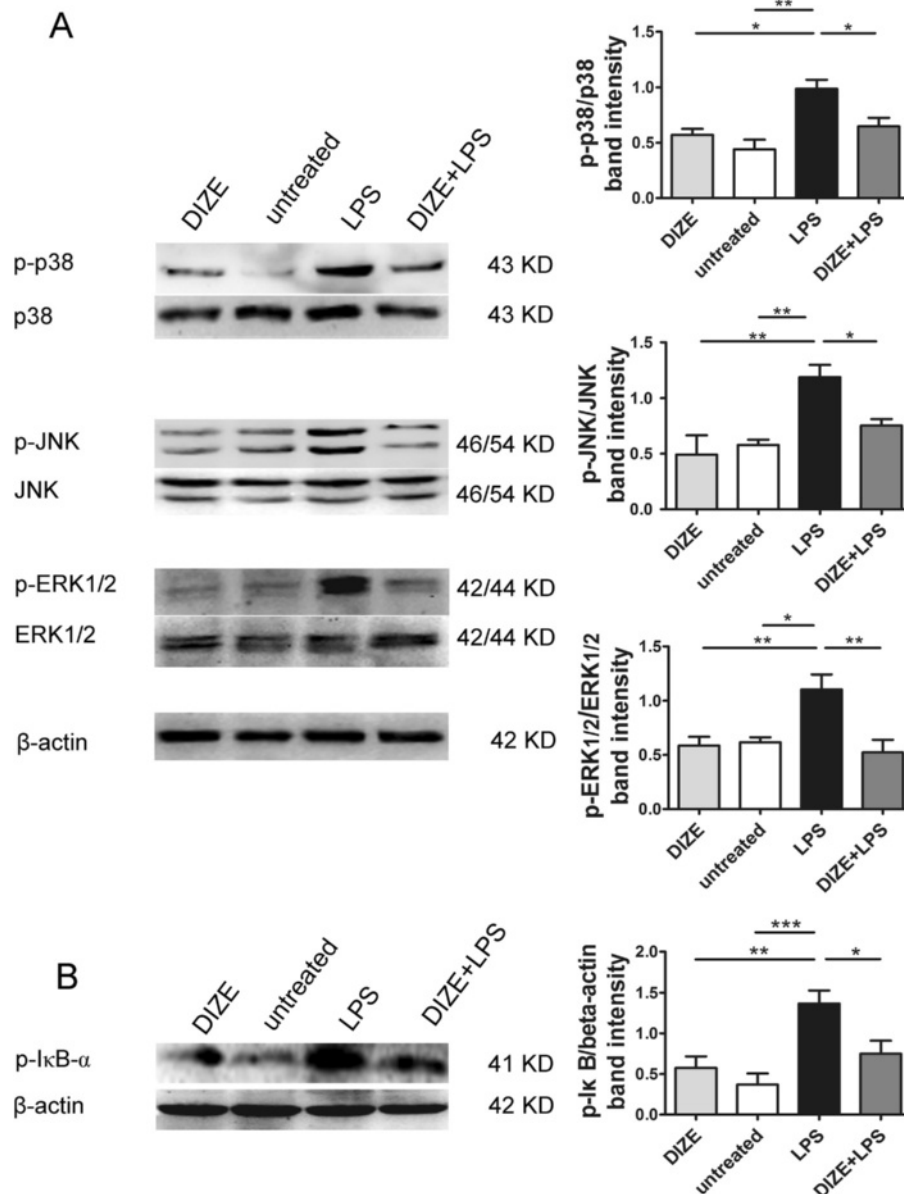 A
DIZE
untreated
LPS
DIZE+LPS
p-p38
43 KD
p38
43 KD
p-JNK
46/54 KD
JNK
46/54 KD
p-ERK1/2
42/44 KD
ERK1/2
42/44 KD
β-actin
42 KD
p-p38/p38
band intensity
1.5
1.0
0.5
0.0
**
*
*
DIZE
untreated
LPS
DIZE+LPS
p-JNK/JNK
band intensity
1.5
1.0
0.5
0.0
**
**
*
DIZE
untreated
LPS
DIZE+LPS
p-ERK1/2/ERK1/2
band intensity
1.5
1.0
0.5
0.0
*
**
**
DIZE
untreated
LPS
DIZE+LPS
B
DIZE
untreated
LPS
DIZE+LPS
p-IκB-α
41 KD
β-actin
42 KD
p-Iκ B/beta-actin
band intensity
2.0
1.5
1.0
0.5
0.0
***
**
*
DIZE
untreated
LPS
DIZE+LPS